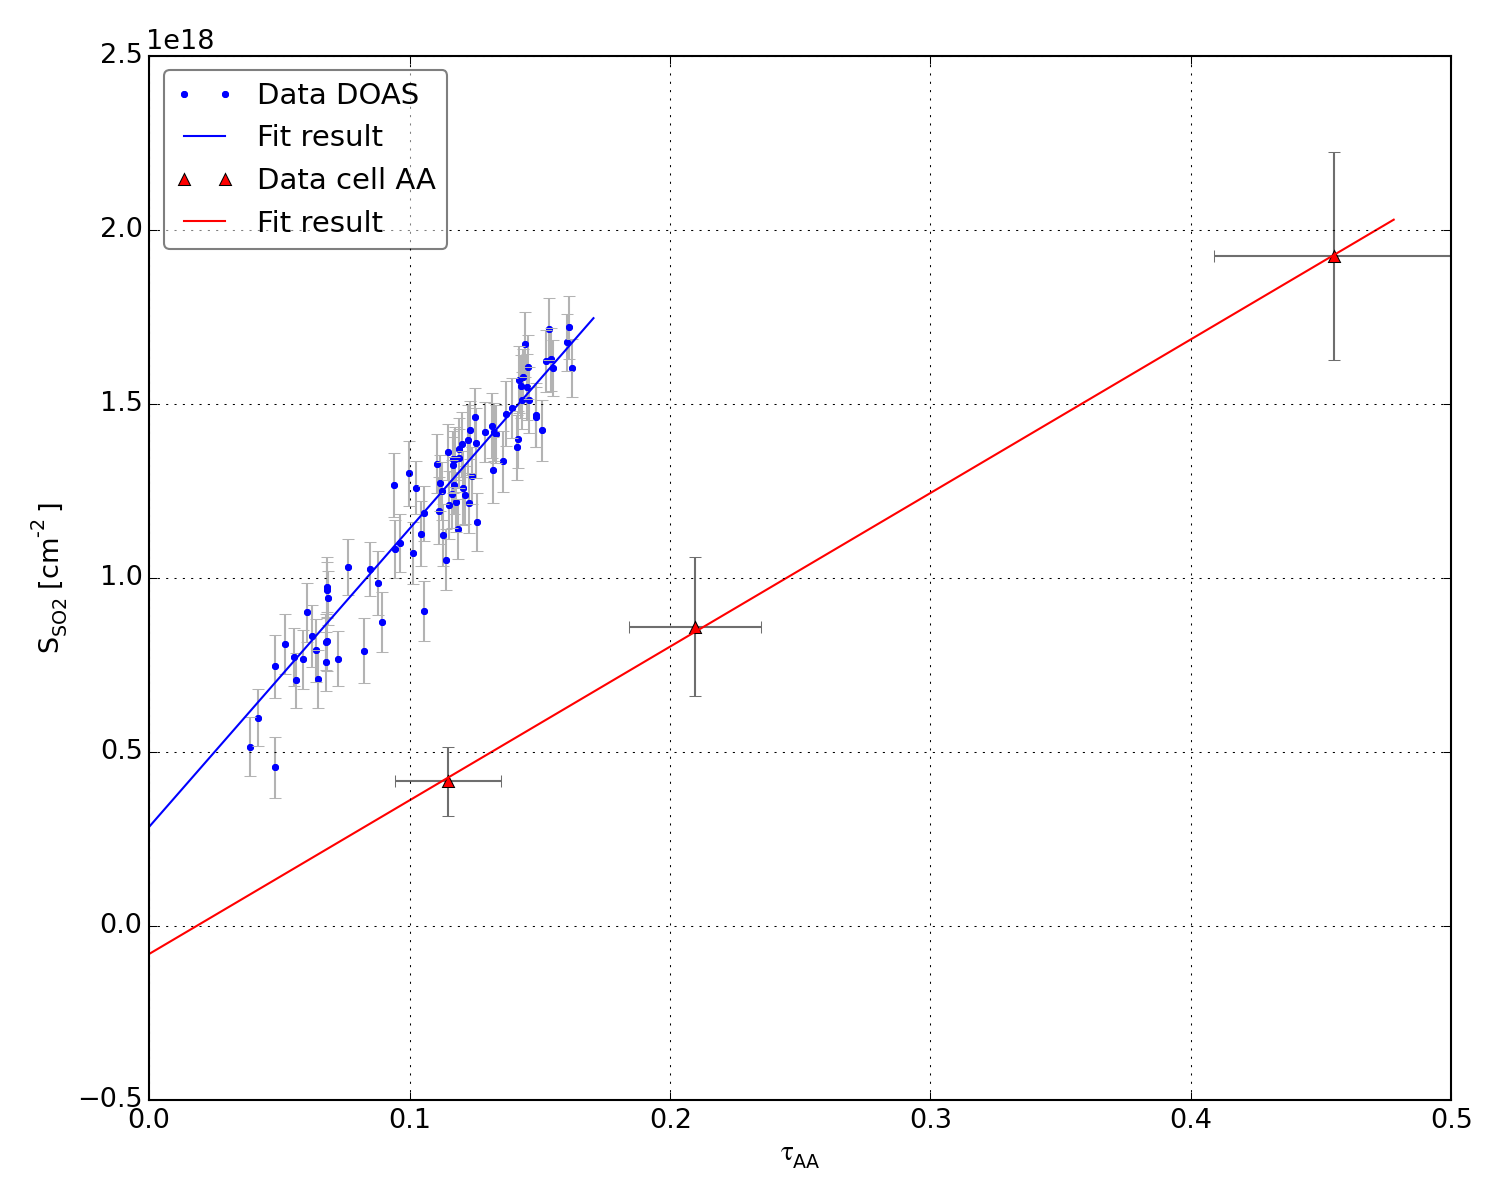 1e18
2.5
2.0
1.5
1.0
0.5
0.0
−0.5
Data DOAS
Fit result
Data cell AA
Fit result
S_SO2 [cm^-2 ]
0.0 0.1 0.2 0.3 0.4 0.5
τ_AA